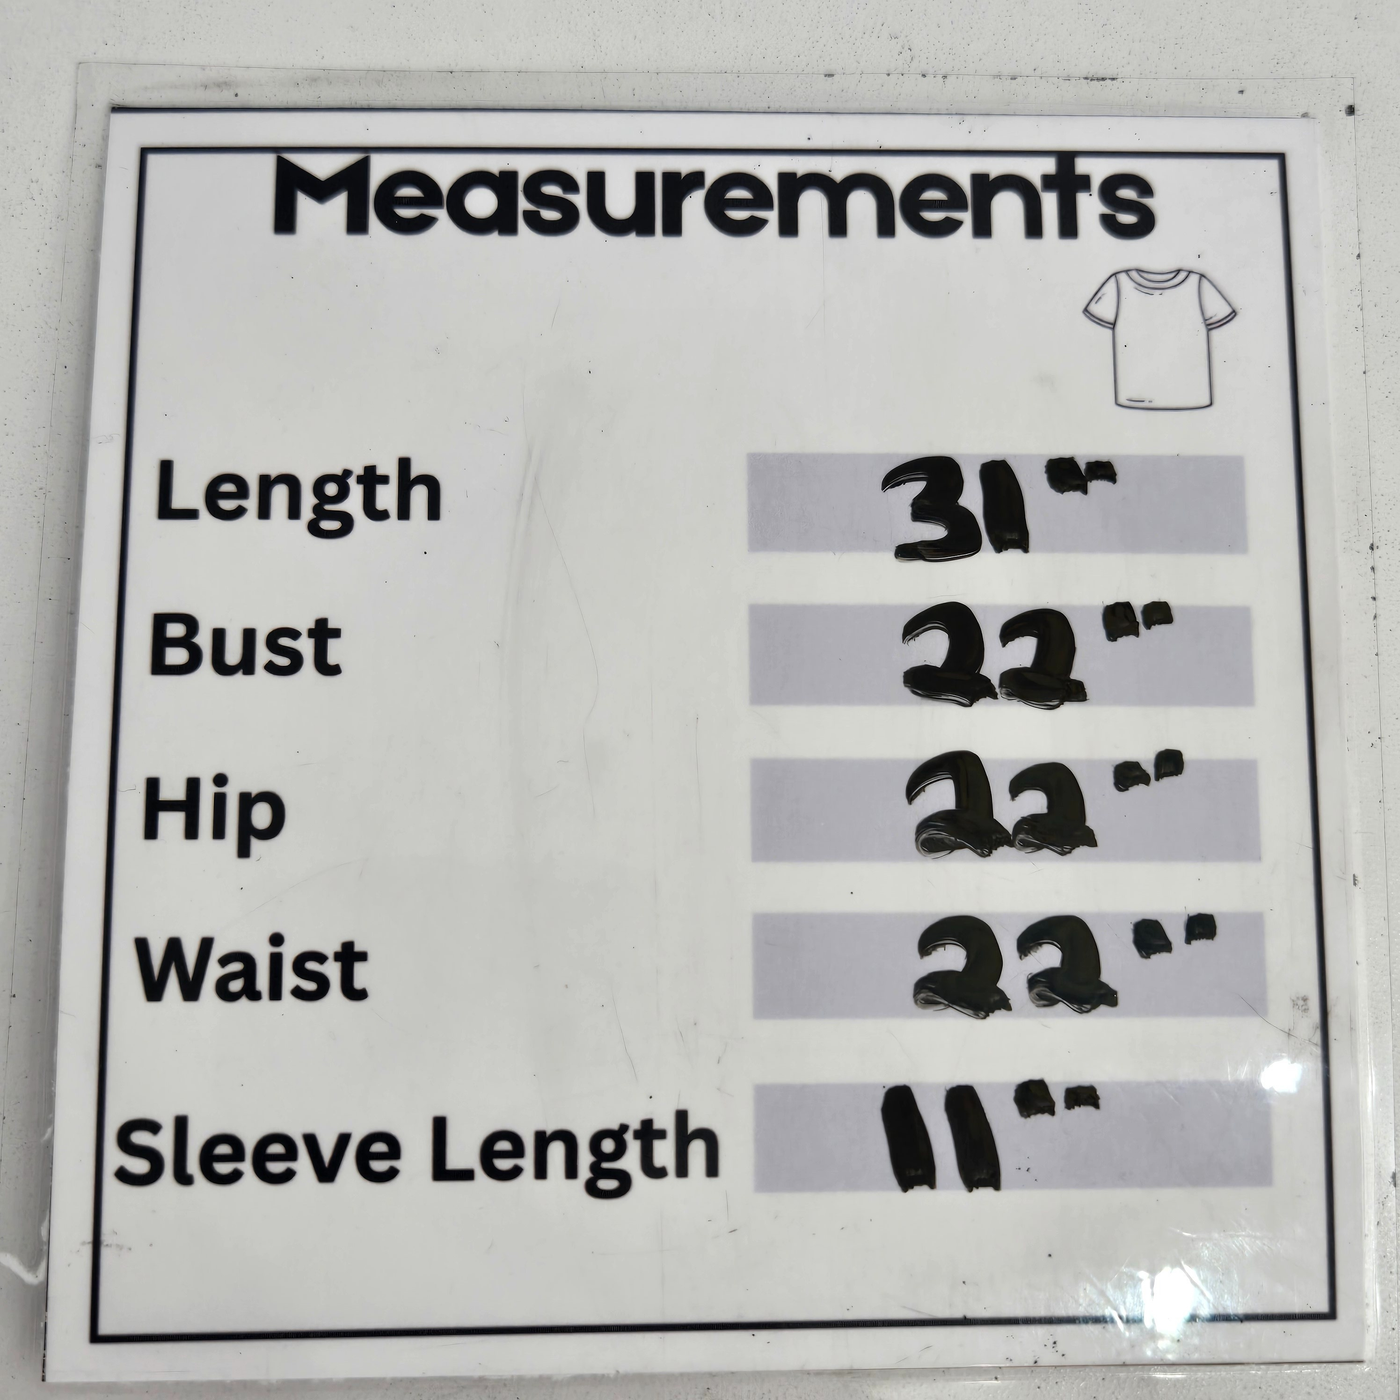 Measurements
Length 31"
Bust 22"
Hip 22"
Waist 22"
Sleeve Length 11"